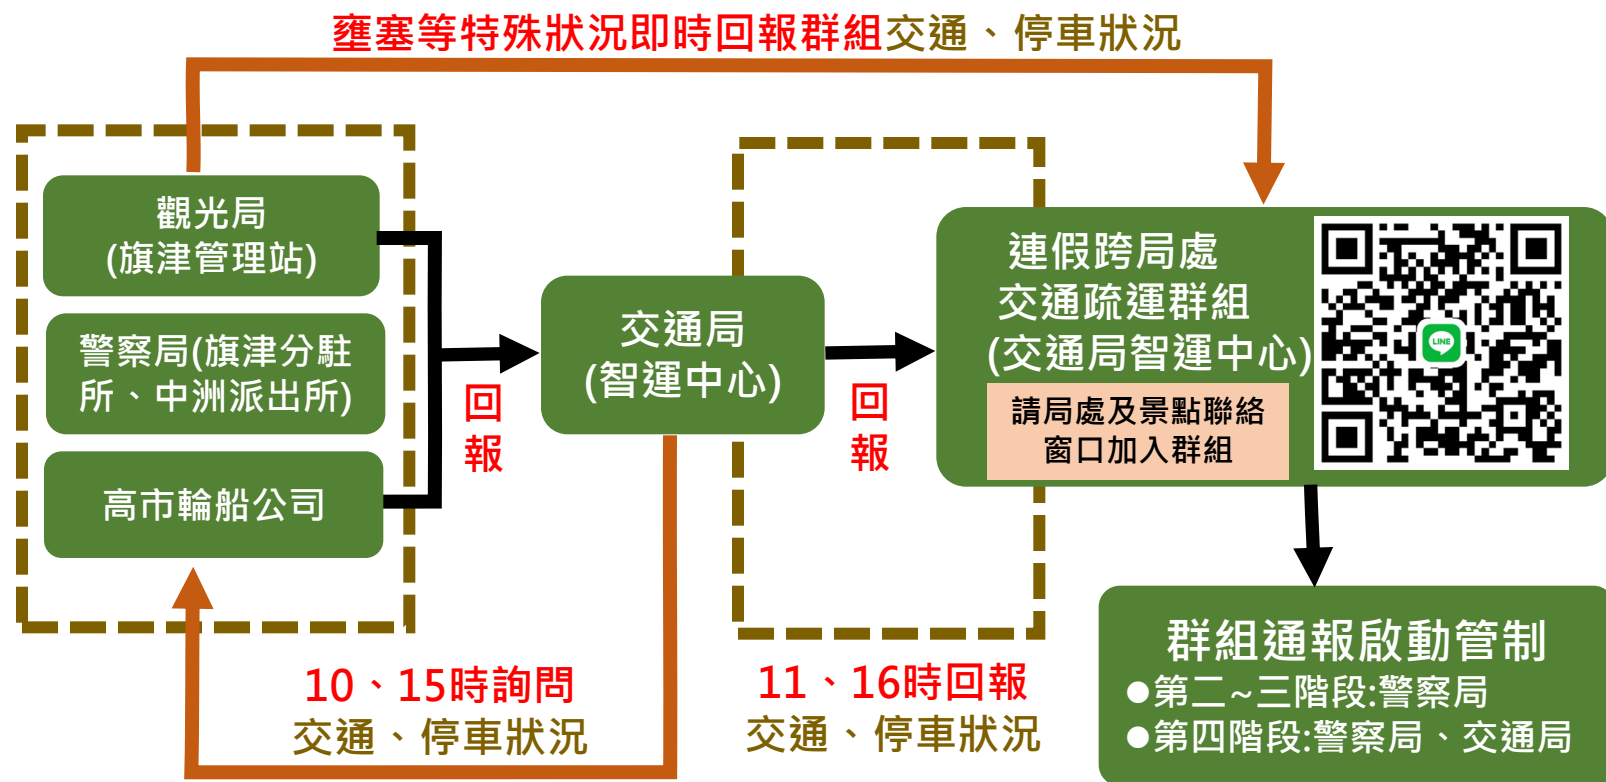 壅塞等特殊狀況即時回報群組交通、停車狀況
觀光局
(旗津管理站)
警察局(旗津分駐
所、中洲派出所)
高市輪船公司
回
報
交通局
(智運中心)
回
報
連假跨局處
交通疏運群組
(交通局智運中心)
請局處及景點聯絡
窗口加入群組
LINE
10、15時詢問
交通、停車狀況
11、16時回報
交通、停車狀況
群組通報啟動管制
●第二~三階段:警察局
●第四階段:警察局、交通局